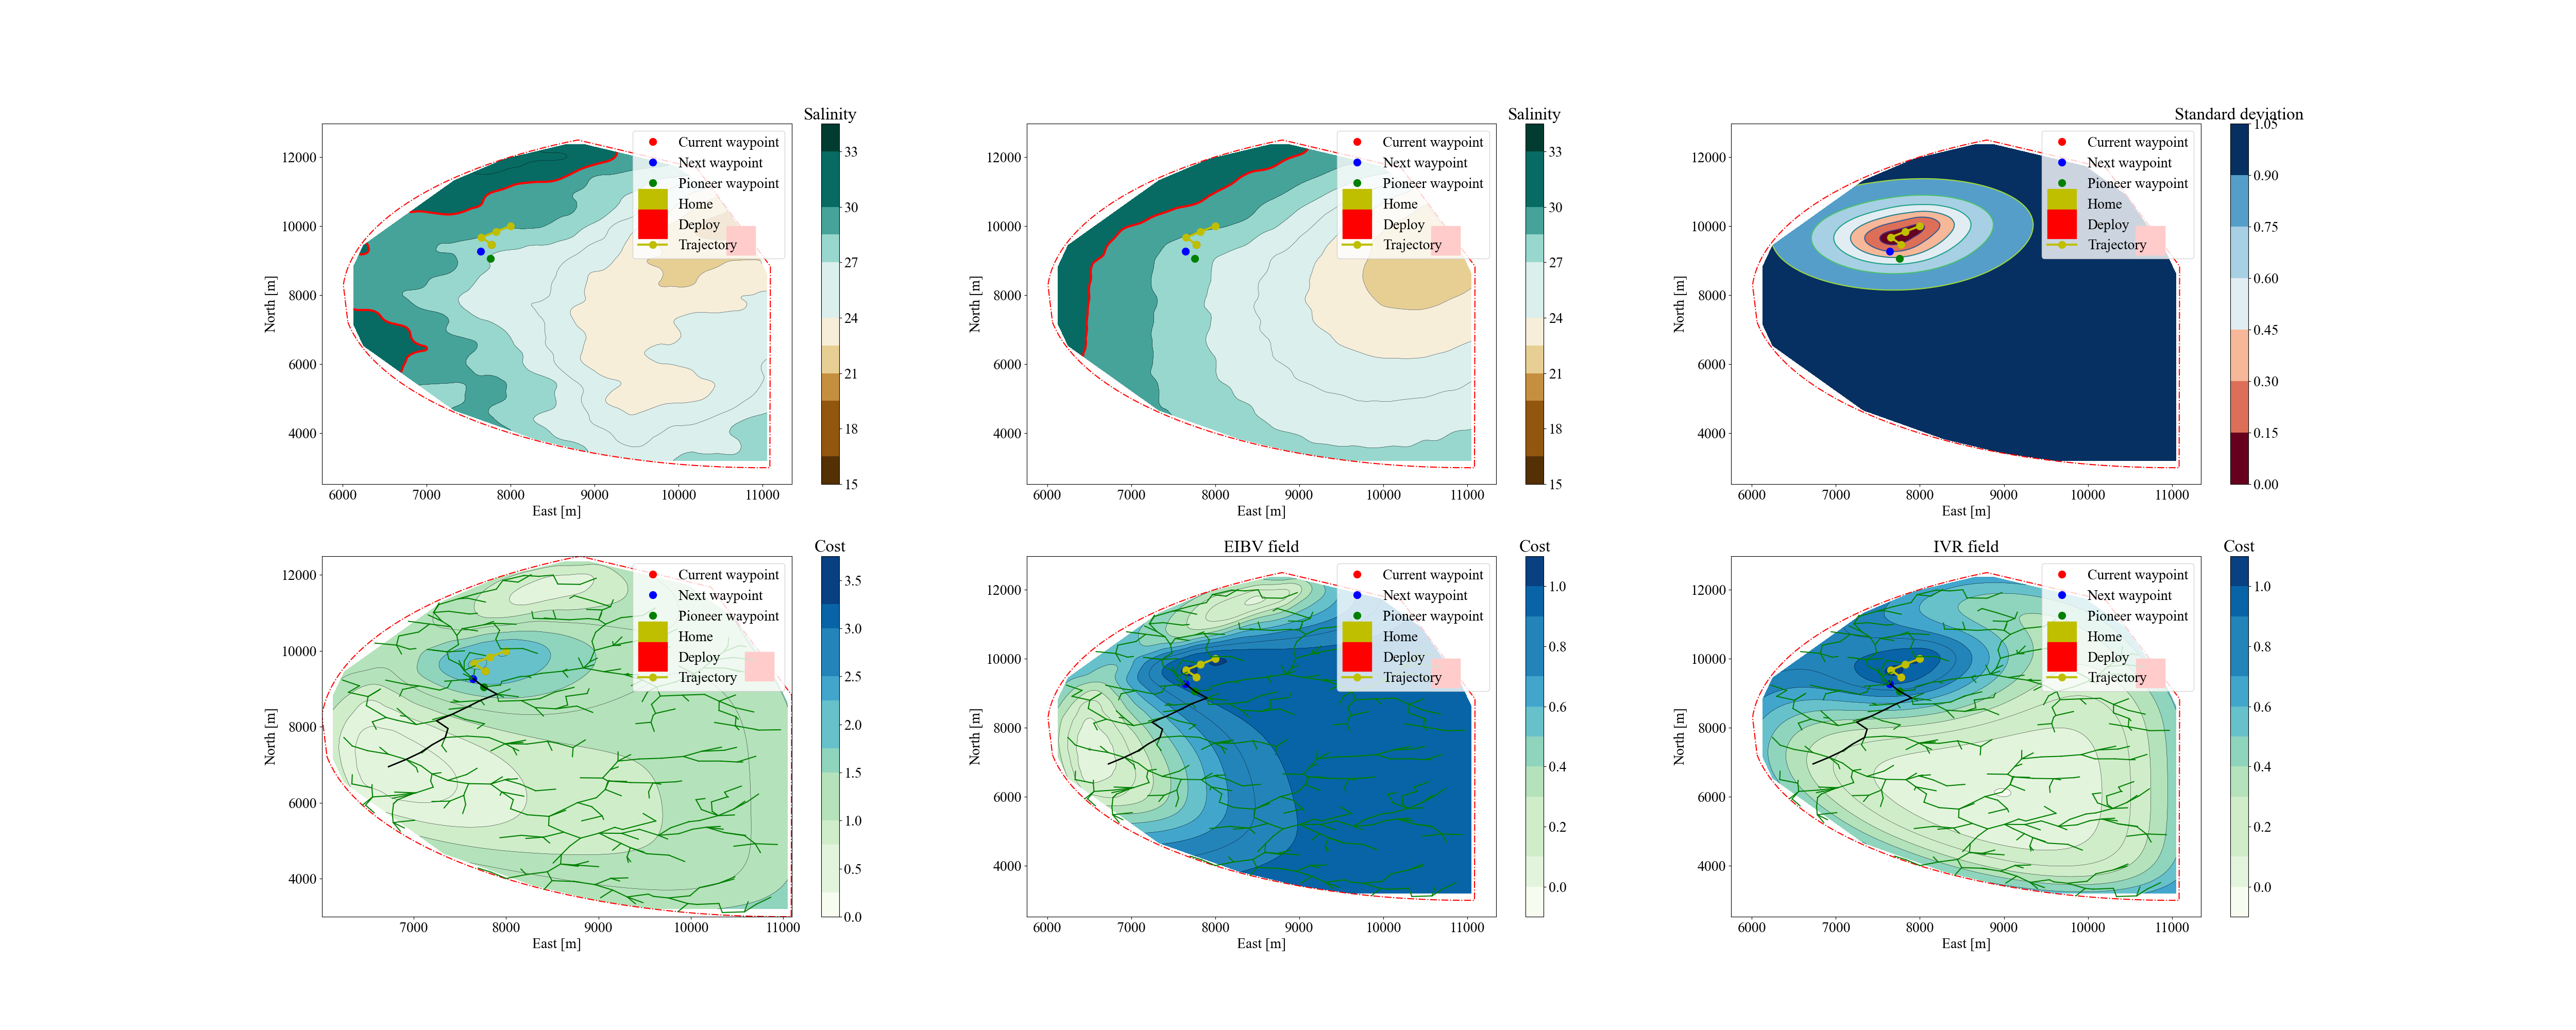 Salinity
12000
10000
8000
6000
4000
North [m]
6000 7000 8000 9000 10000 11000
East [m]
Current waypoint
Next waypoint
Pioneer waypoint
Home
Deploy
Trajectory
33
30
27
24
21
18
15
Salinity
12000
10000
8000
6000
4000
North [m]
6000 7000 8000 9000 10000 11000
East [m]
Current waypoint
Next waypoint
Pioneer waypoint
Home
Deploy
Trajectory
33
30
27
24
21
18
15
Standard deviation
12000
10000
8000
6000
4000
North [m]
6000 7000 8000 9000 10000 11000
East [m]
Current waypoint
Next waypoint
Pioneer waypoint
Home
Deploy
Trajectory
1.05
0.90
0.75
0.60
0.45
0.30
0.15
0.00
Cost
12000
10000
8000
6000
4000
North [m]
7000 8000 9000 10000 11000
East [m]
Current waypoint
Next waypoint
Pioneer waypoint
Home
Deploy
Trajectory
3.5
3.0
2.5
2.0
1.5
1.0
0.5
0.0
EIBV field
Cost
12000
10000
8000
6000
4000
North [m]
6000 7000 8000 9000 10000 11000
East [m]
Current waypoint
Next waypoint
Pioneer waypoint
Home
Deploy
Trajectory
1.0
0.8
0.6
0.4
0.2
0.0
IVR field
Cost
12000
10000
8000
6000
4000
North [m]
6000 7000 8000 9000 10000 11000
East [m]
Current waypoint
Next waypoint
Pioneer waypoint
Home
Deploy
Trajectory
1.0
0.8
0.6
0.4
0.2
0.0